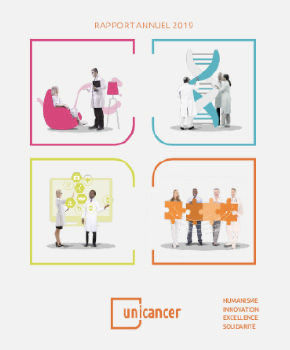 RAPPORT ANNUEL 2019
unicancer
HUMANISME
INNOVATION
EXCELLENCE
SOLIDARITÉ